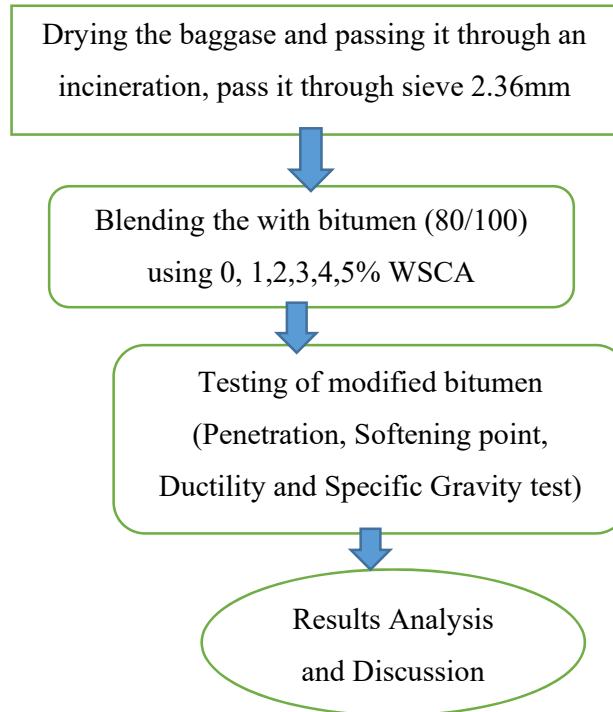 Drying the baggase and passing it through an
incineration, pass it through sieve 2.36mm
Blending the with bitumen (80/100)
using 0, 1,2,3,4,5% WSCA
Testing of modified bitumen
(Penetration, Softening point,
Ductility and Specific Gravity test)
Results Analysis
and Discussion